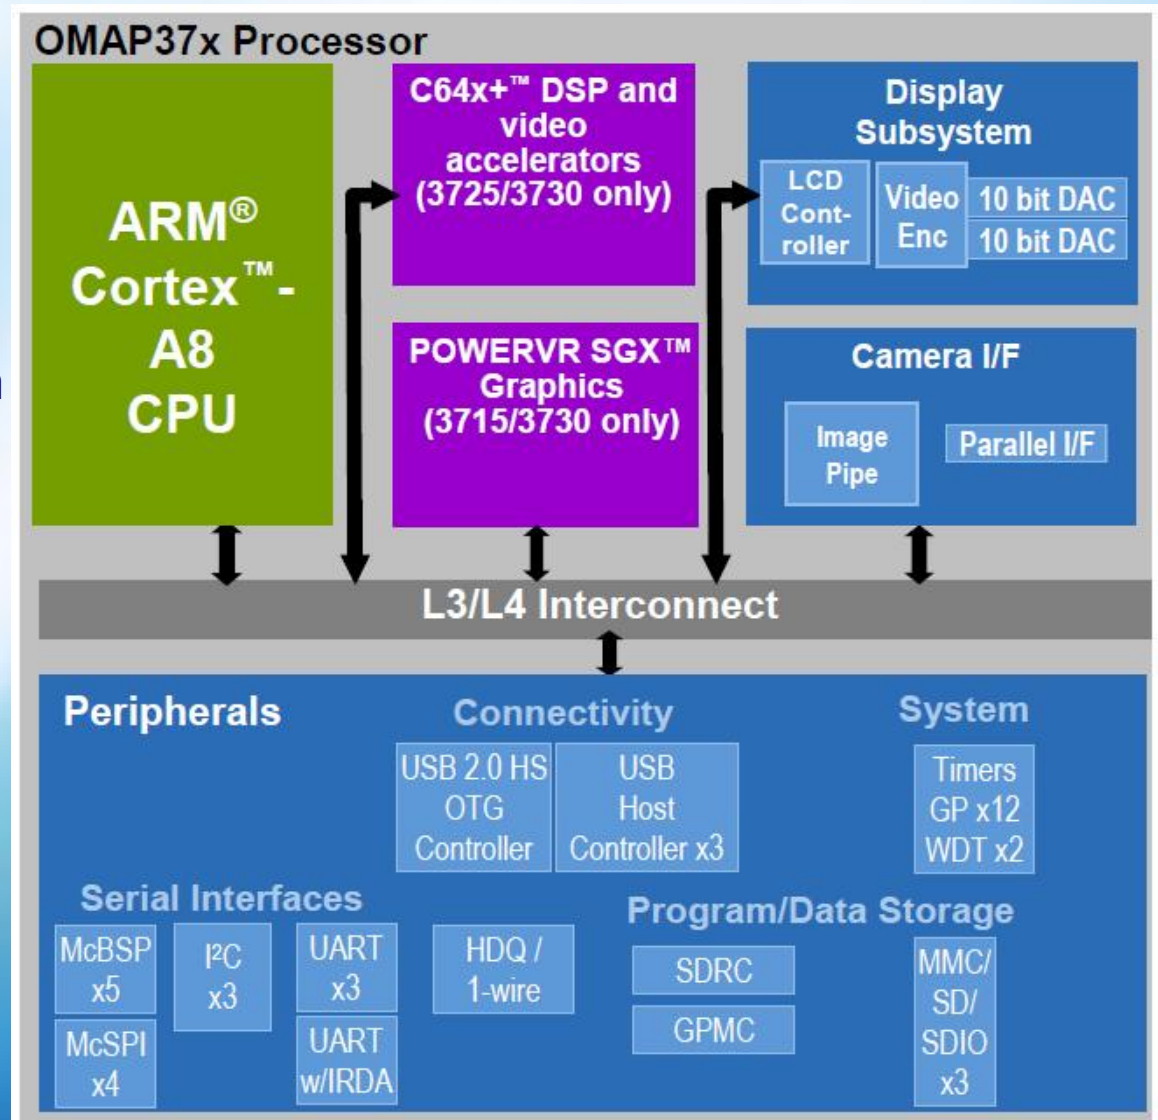 OMAP37x Processor
ARM®
Cortex™-
A8
CPU
C64x+™ DSP and
video
accelerators
(3725/3730 only)
POWERVR SGX™
Graphics
(3715/3730 only)
Display
Subsystem
LCD
Cont-
roller
Video
Enc
10 bit DAC
10 bit DAC
Camera I/F
Image
Pipe
Parallel I/F
L3/L4 Interconnect
Peripherals
Connectivity
USB 2.0 HS
OTG
Controller
USB
Host
Controller x3
System
Timers
GP x12
WDT x2
Serial Interfaces
McBSP
x5
McSPI
x4
I²C
x3
UART
x3
UART
w/IRDA
HDQ /
1-wire
Program/Data Storage
SDRC
GPMC
MMC/
SD/
SDIO
x3